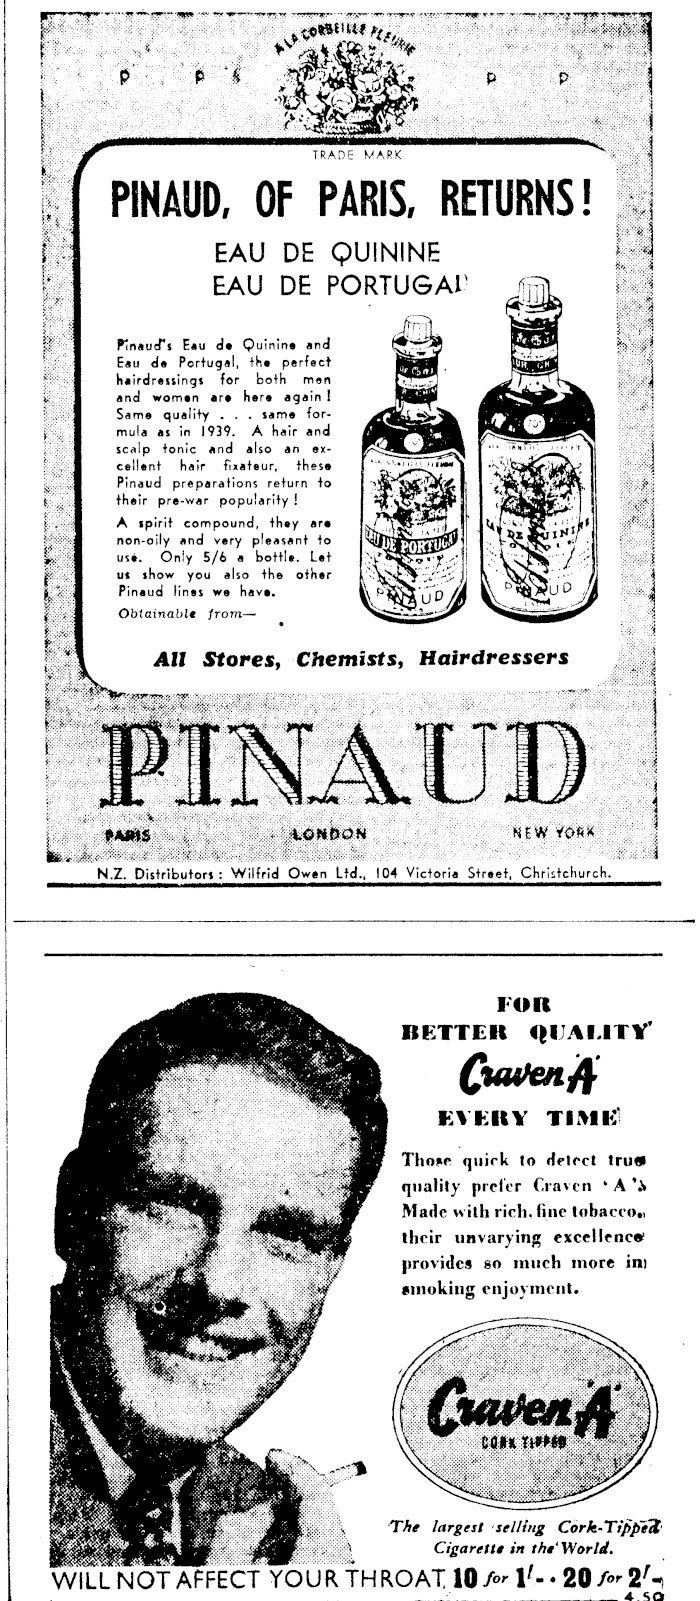 A LA CORBEILLE FLEURIE
P P P P
TRADE MARK
PINAUD, OF PARIS, RETURNS!
EAU DE QUININE
EAU DE PORTUGAL
Pinaud's Eau de Quinine and
Eau de Portugal, the perfect
hairdressings for both men
and women are here again!
Same quality . . . same for-
mula as in 1939. A hair and
scalp tonic and also an ex-
cellent hair fixateur, these
Pinaud preparations return to
their pre-war popularity!
A spirit compound, they are
non-oily and very pleasant to
use. Only 5/6 a bottle. Let
us show you also the other
Pinaud lines we have.
Obtainable from—
EAU DE PORTUGAL
PINAUD
EAU DE QUININE
PINAUD
All Stores, Chemists, Hairdressers
PINAUD
PARIS LONDON NEW YORK
N.Z. Distributors: Wilfrid Owen Ltd., 104 Victoria Street, Christchurch.
FOR
BETTER QUALITY
Craven 'A'
EVERY TIME
Those quick to detect true
quality prefer Craven 'A's
Made with rich, fine tobacco,
their unvarying excellence
provides so much more in
smoking enjoyment.
Craven 'A'
CORK TIPPED
The largest selling Cork-Tipped
Cigarette in the World.
WILL NOT AFFECT YOUR THROAT 10 for 1/- . . 20 for 2/-
4.50